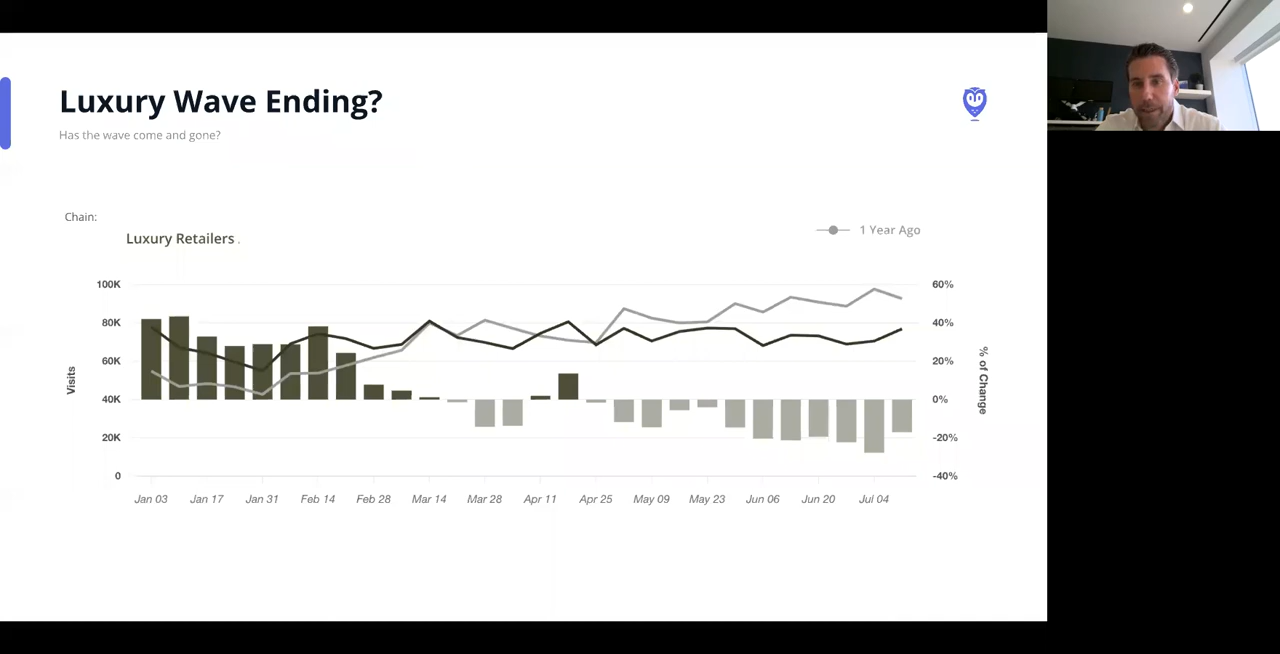 Luxury Wave Ending?
Has the wave come and gone?
Chain:
Luxury Retailers .
1 Year Ago
100K
80K
60K
40K
20K
0
Visits
60%
40%
20%
0%
-20%
-40%
% of Change
Jan 03 Jan 17 Jan 31 Feb 14 Feb 28 Mar 14 Mar 28 Apr 11 Apr 25 May 09 May 23 Jun 06 Jun 20 Jul 04